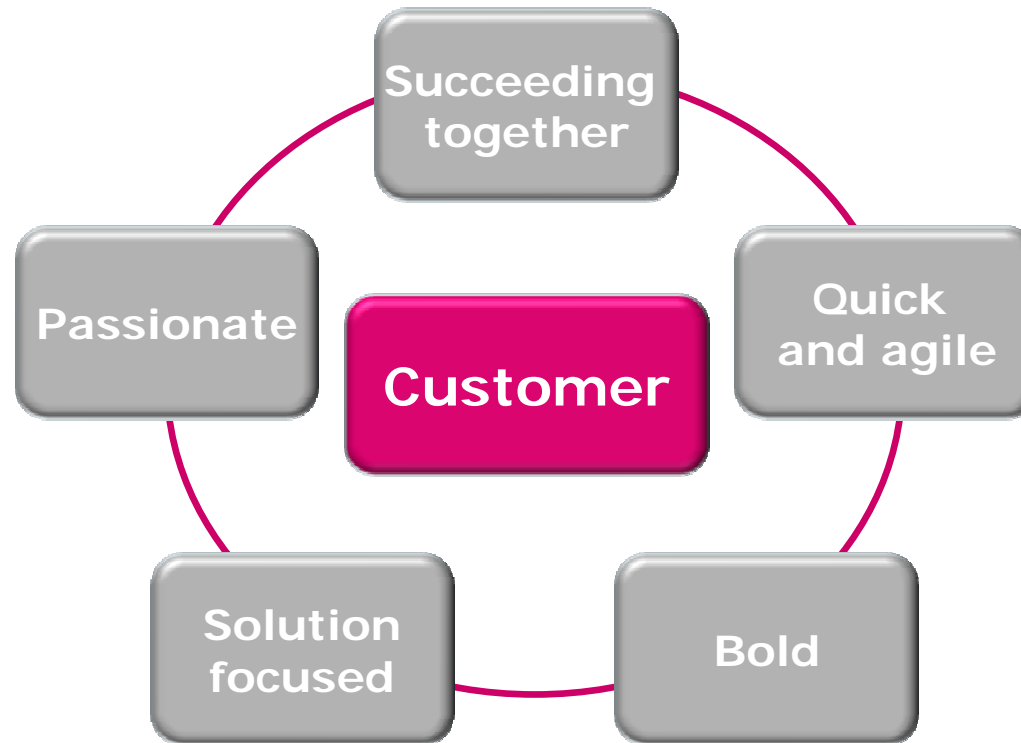 Succeeding
together
Quick
and agile
Passionate
Customer
Solution
focused
Bold